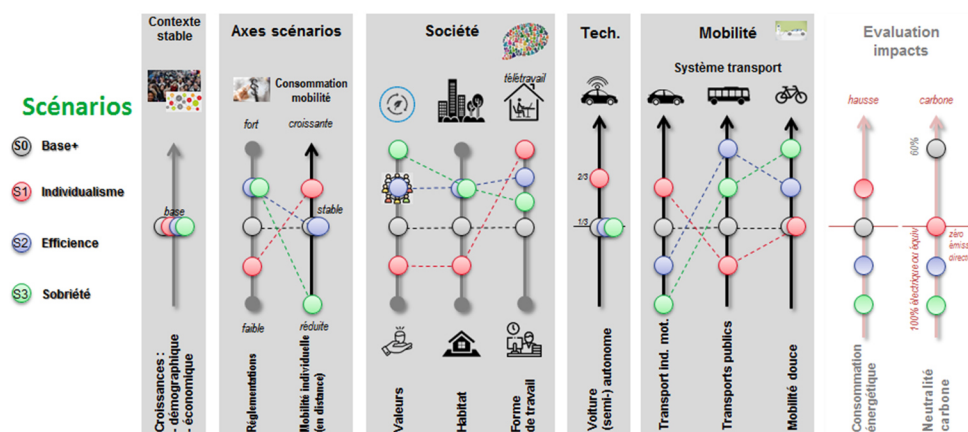 Contexte
stable
Axes scénarios
Société
Tech.
Mobilité
Evaluation
impacts
Consommation
mobilité
télétravail
Système transport
Scénarios
fort
croissante
hausse
carbone
S0 Base+
60%
S1 Individualisme
2/3
base
stable
1/3
zéro
S2 Efficience
100% électrique ou équiv
S3 Sobriété
faible
réduite
Croissances :
- démographique
- économique
Réglementations
Mobilité individuelle
(en distance)
Valeurs
Habitat
Forme
de travail
Voiture
(semi-) autonome
Transport ind. mot.
Transports publics
Mobilité douce
Consommation
énergétique
Neutralité
carbone